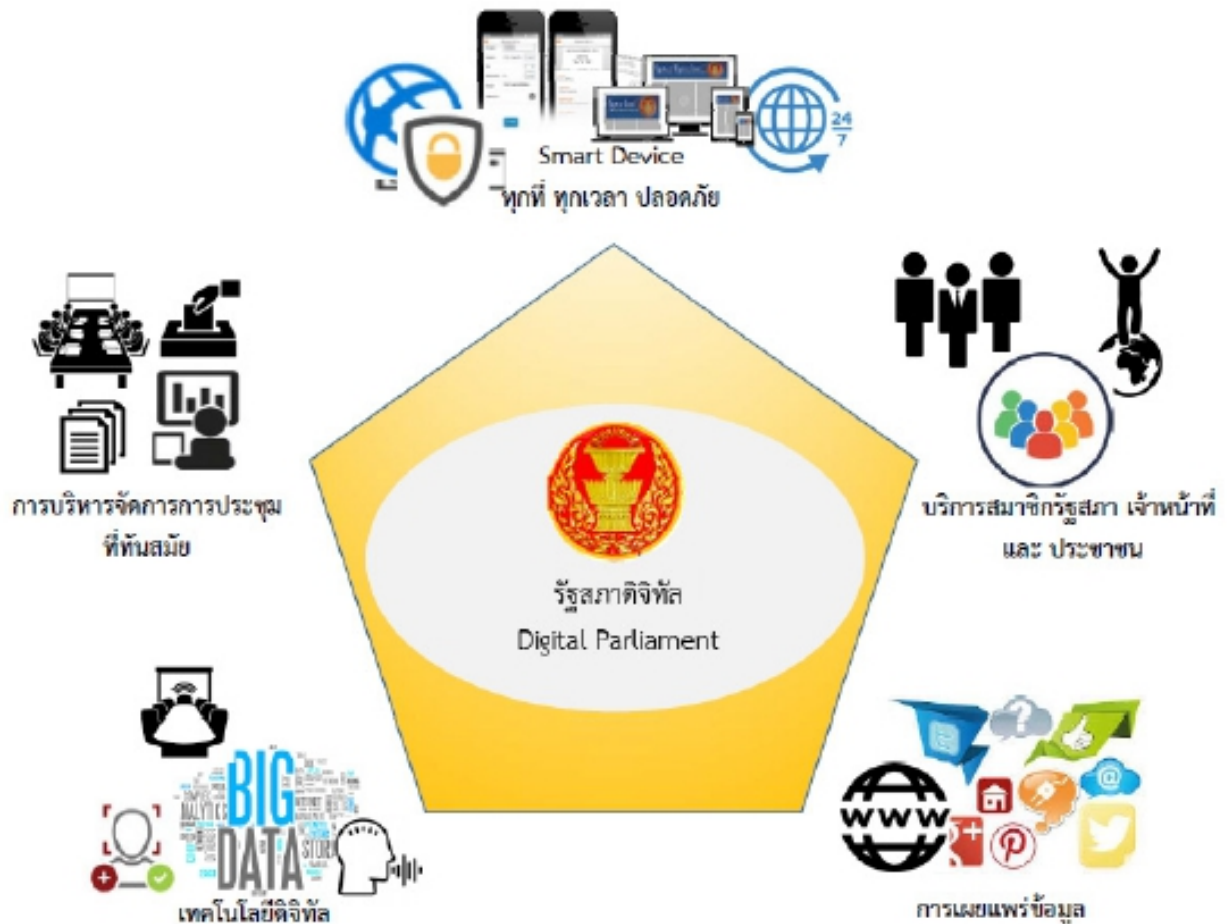 24
7
Smart Device
ทุกที่ ทุกเวลา ปลอดภัย
การบริหารจัดการการประชุม
ที่ทันสมัย
บริการสมาชิกรัฐสภา เจ้าหน้าที่
และ ประชาชน
รัฐสภาดิจิทัล
Digital Parliament
BIG
DATA
ANALYTICS
เทคโนโลยีดิจิทัล
WWW
การเผยแพร่ข้อมูล